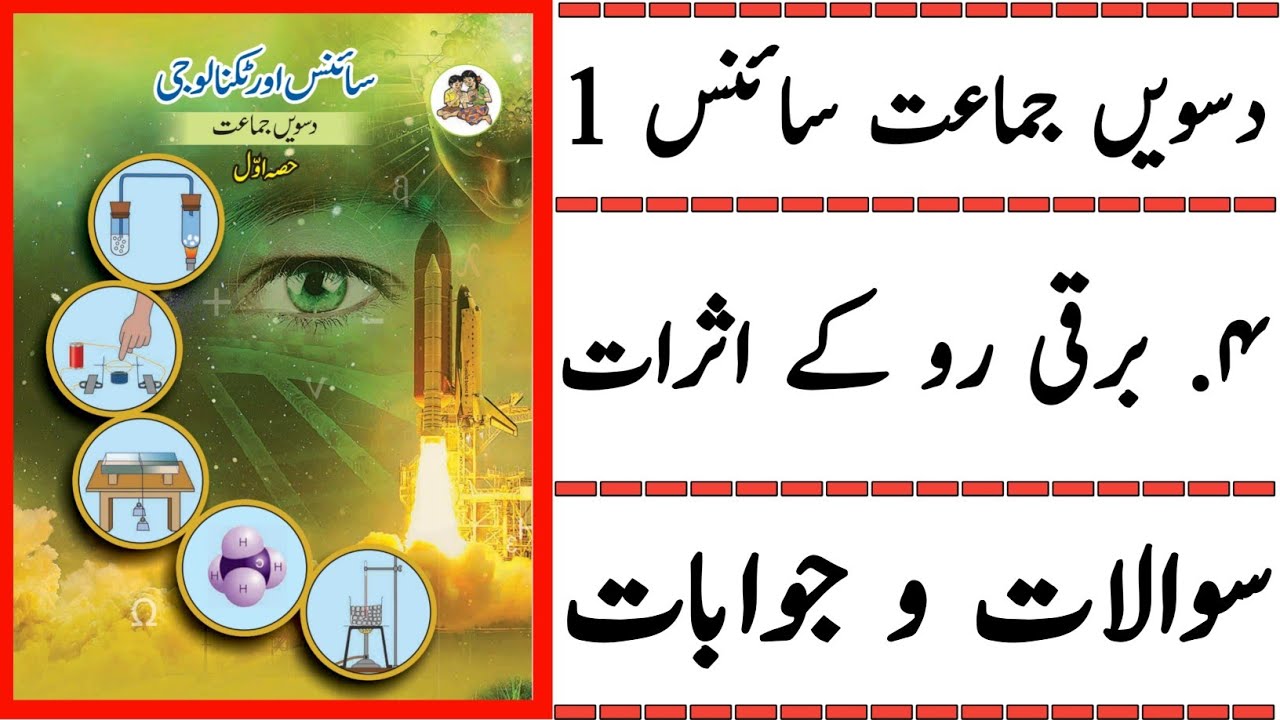 سائنس اور ٹکنالوجی
دسویں جماعت
حصہ اوّل
β
λ
+
−
V
Ω
H
H
C
H
H
دسویں جماعت سائنس 1
۴. برقی رو کے اثرات
سوالات و جوابات